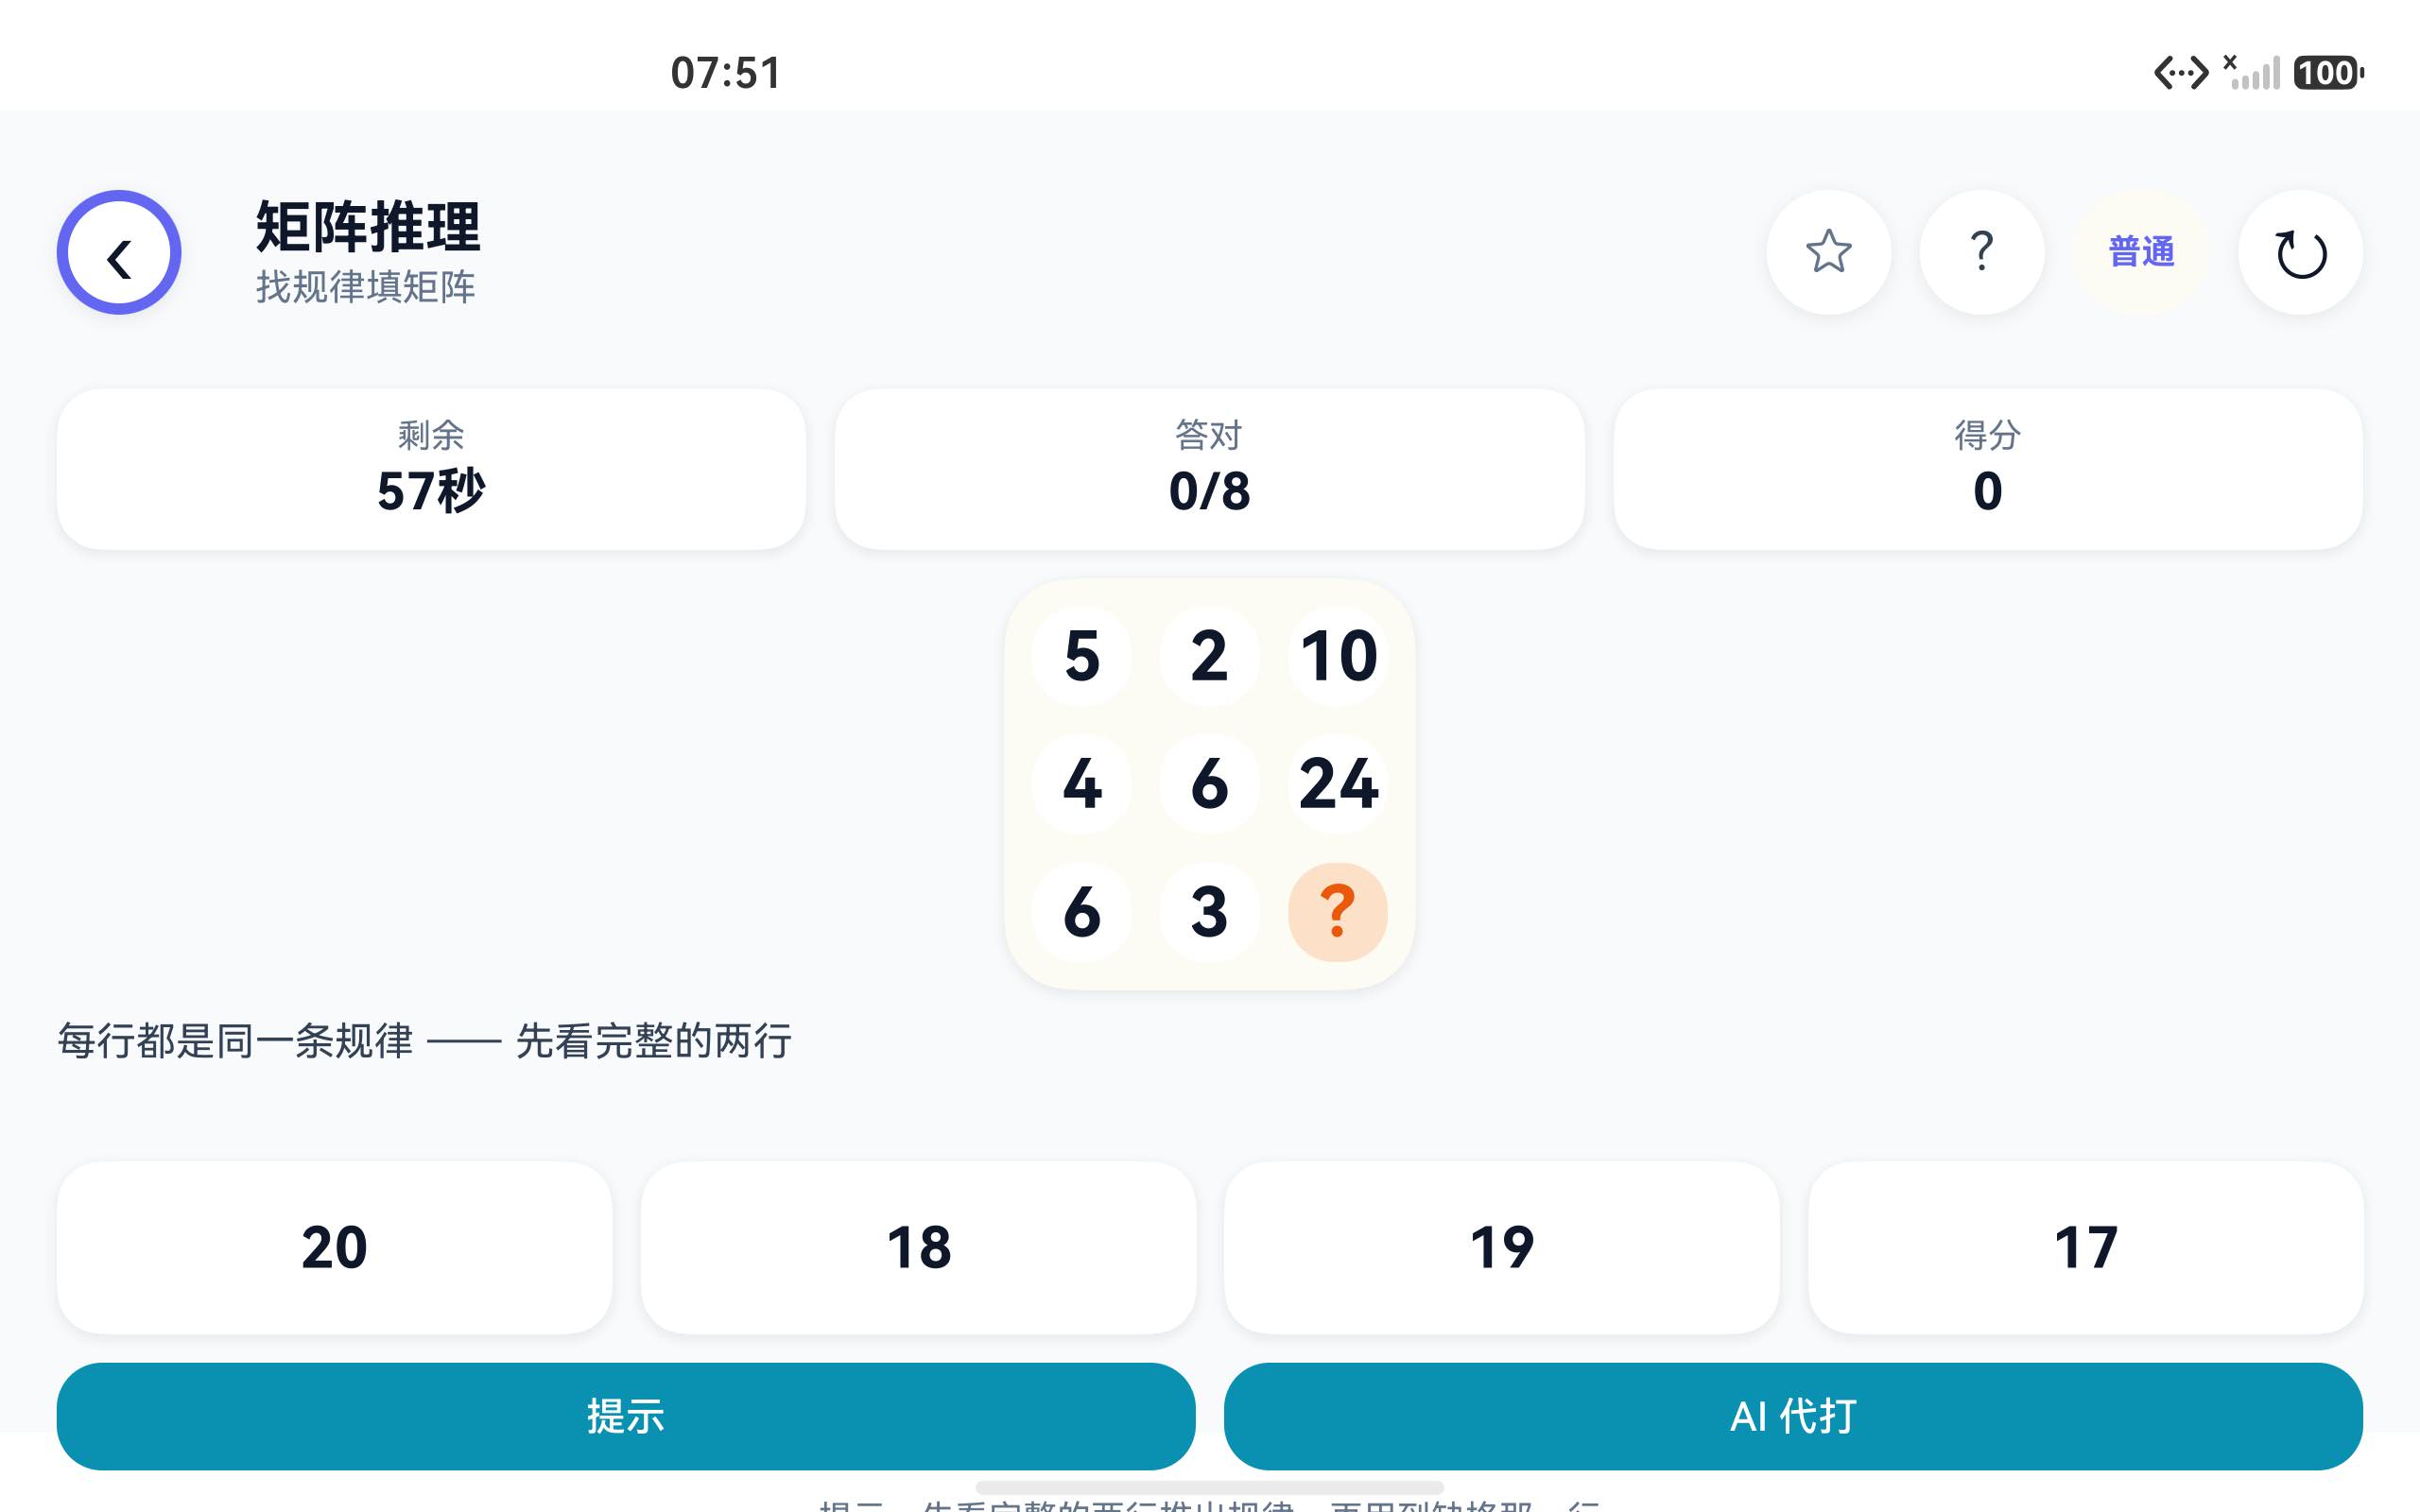 07:51
100
矩阵推理
找规律填矩阵
?
普通
剩余
57秒
答对
0/8
得分
0
5 2 10
4 6 24
6 3 ?
每行都是同一条规律 —— 先看完整的两行
20 18 19 17
提示 AI 代打